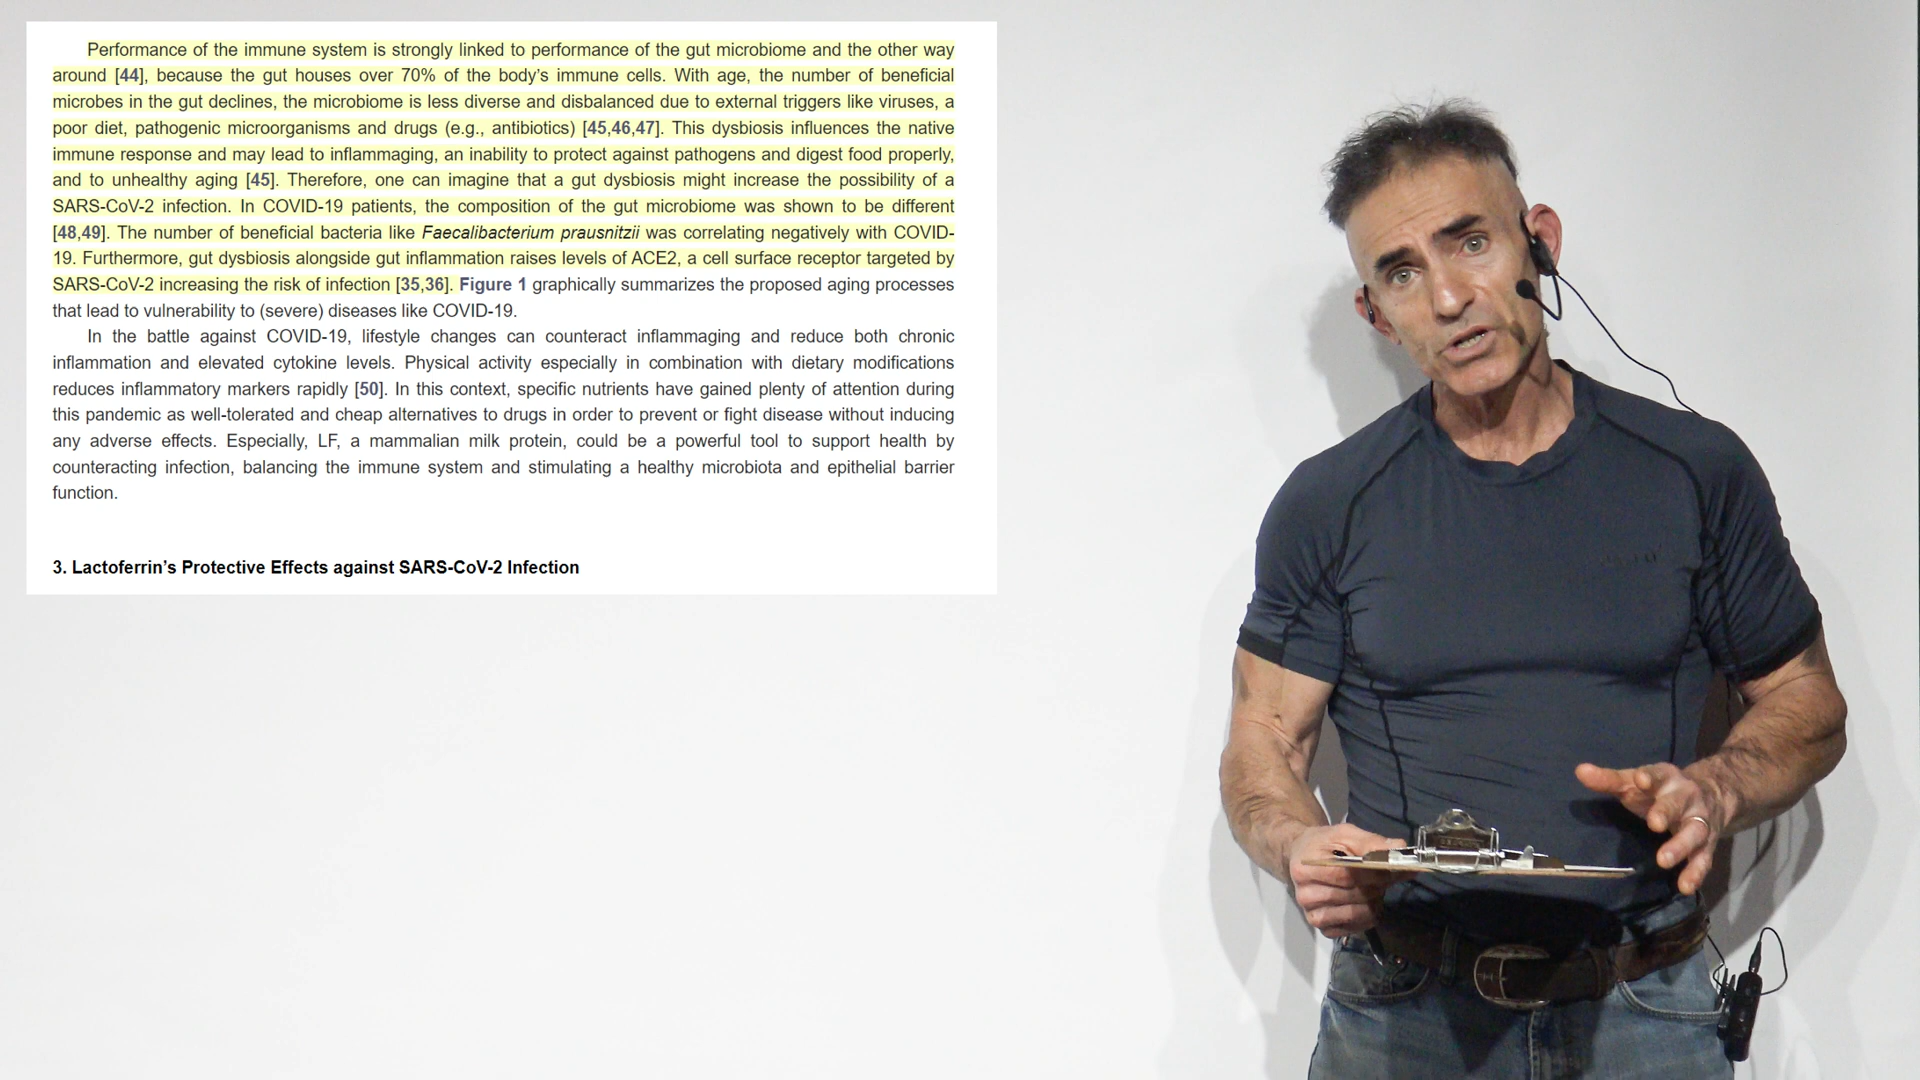 Performance of the immune system is strongly linked to performance of the gut microbiome and the other way
around [44], because the gut houses over 70% of the body’s immune cells. With age, the number of beneficial
microbes in the gut declines, the microbiome is less diverse and disbalanced due to external triggers like viruses, a
poor diet, pathogenic microorganisms and drugs (e.g., antibiotics) [45,46,47]. This dysbiosis influences the native
immune response and may lead to inflammaging, an inability to protect against pathogens and digest food properly,
and to unhealthy aging [45]. Therefore, one can imagine that a gut dysbiosis might increase the possibility of a
SARS-CoV-2 infection. In COVID-19 patients, the composition of the gut microbiome was shown to be different
[48,49]. The number of beneficial bacteria like Faecalibacterium prausnitzii was correlating negatively with COVID-
19. Furthermore, gut dysbiosis alongside gut inflammation raises levels of ACE2, a cell surface receptor targeted by
SARS-CoV-2 increasing the risk of infection [35,36]. Figure 1 graphically summarizes the proposed aging processes
that lead to vulnerability to (severe) diseases like COVID-19.
In the battle against COVID-19, lifestyle changes can counteract inflammaging and reduce both chronic
inflammation and elevated cytokine levels. Physical activity especially in combination with dietary modifications
reduces inflammatory markers rapidly [50]. In this context, specific nutrients have gained plenty of attention during
this pandemic as well-tolerated and cheap alternatives to drugs in order to prevent or fight disease without inducing
any adverse effects. Especially, LF, a mammalian milk protein, could be a powerful tool to support health by
counteracting infection, balancing the immune system and stimulating a healthy microbiota and epithelial barrier
function.
3. Lactoferrin’s Protective Effects against SARS-CoV-2 Infection